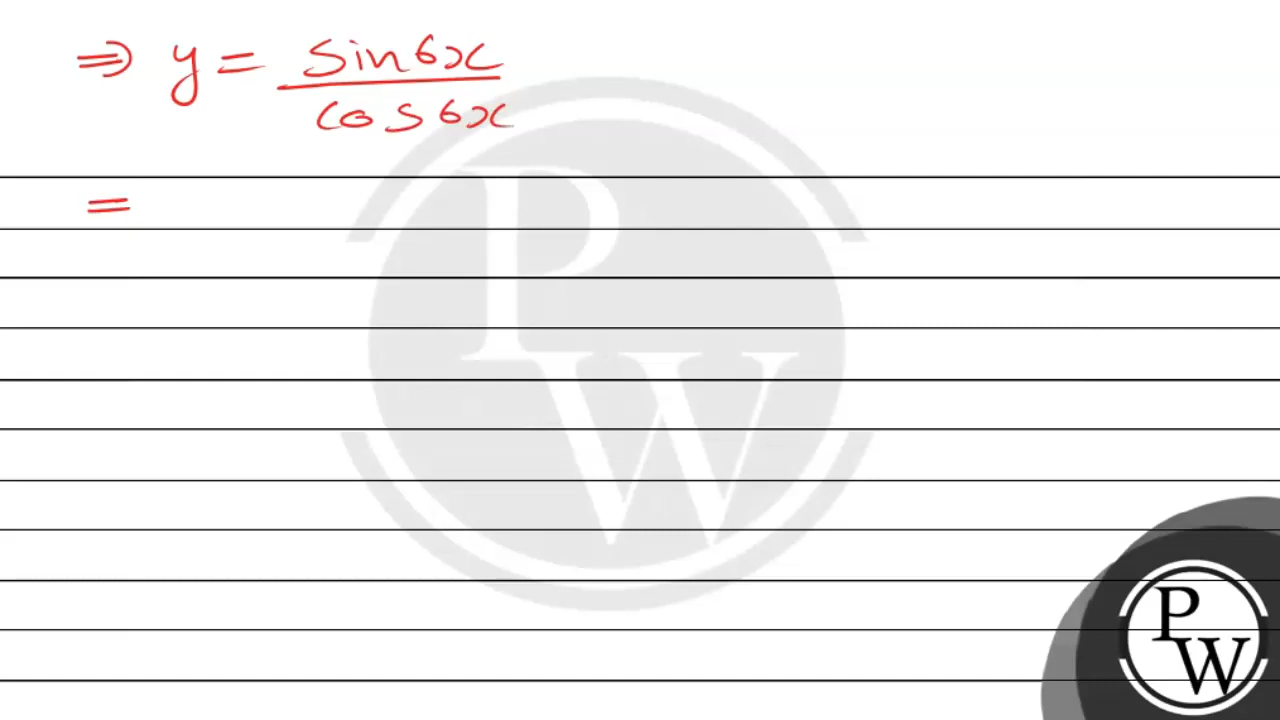 ⇒ y = sin6x
cos6x
=
P
W
P
W